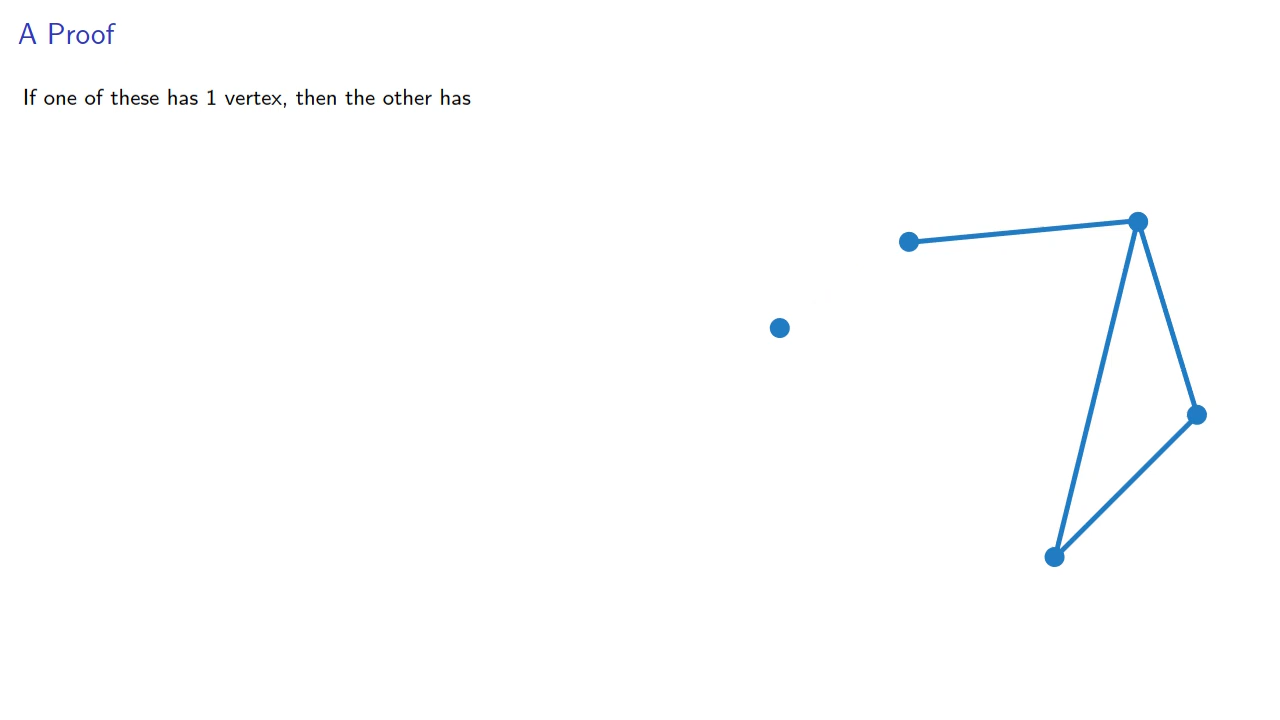 A Proof
If one of these has 1 vertex, then the other has